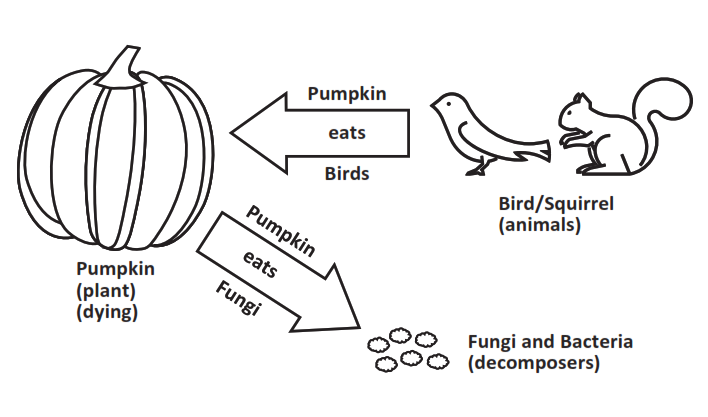 Pumpkin
eats
Birds
Bird/Squirrel
(animals)
Pumpkin
eats
Fungi
Pumpkin
(plant)
(dying)
Fungi and Bacteria
(decomposers)